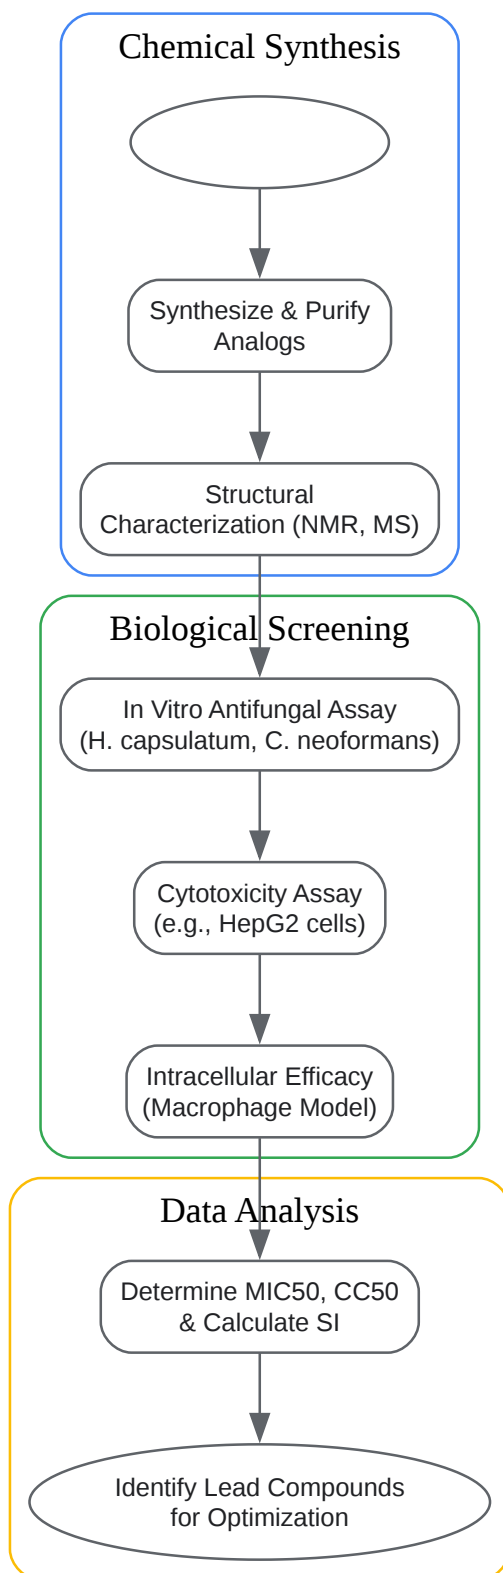 Chemical Synthesis
Synthesize & Purify
Analogs
Structural
Characterization (NMR, MS)
Biological Screening
In Vitro Antifungal Assay
(H. capsulatum, C. neoformans)
Cytotoxicity Assay
(e.g., HepG2 cells)
Intracellular Efficacy
(Macrophage Model)
Data Analysis
Determine MIC50, CC50
& Calculate SI
Identify Lead Compounds
for Optimization